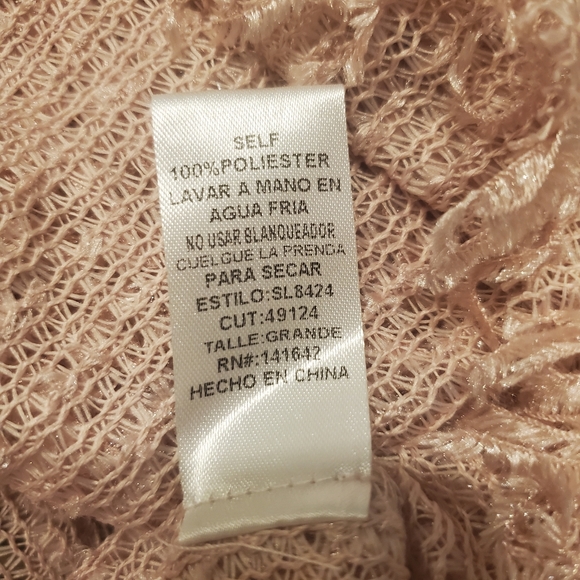 SELF
100%POLIESTER
LAVAR A MANO EN
AGUA FRIA
NO USAR BLANQUEADOR
CUELGUE LA PRENDA
PARA SECAR
ESTILO:SL8424
CUT:49124
TALLE:GRANDE
RN#:141642
HECHO EN CHINA